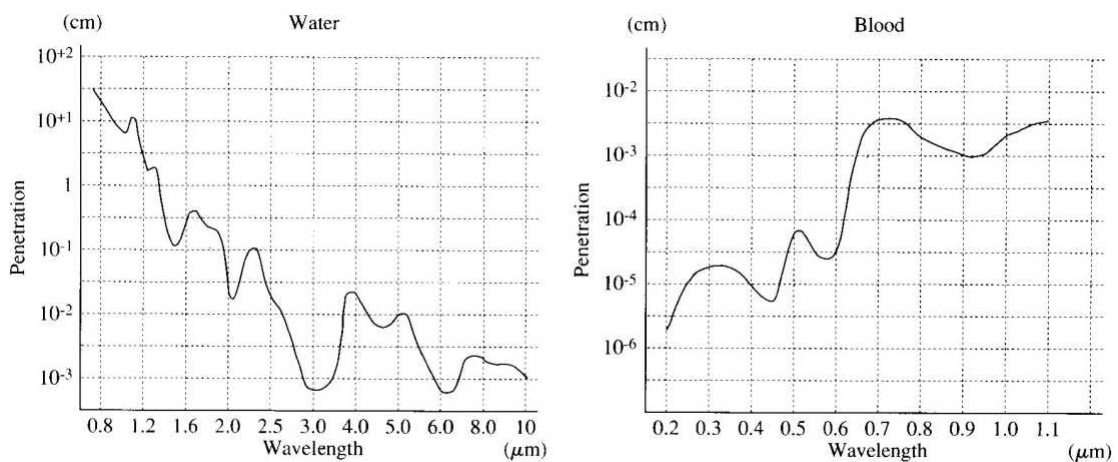 (cm) Water
10+2
10+1
1
10-1
10-2
10-3
Penetration
0.8 1.2 1.6 2.0 2.5 3.0 4.0 5.0 6.0 8.0 10
Wavelength (μm)
(cm) Blood
10-2
10-3
10-4
10-5
10-6
Penetration
0.2 0.3 0.4 0.5 0.6 0.7 0.8 0.9 1.0 1.1
Wavelength (μm)